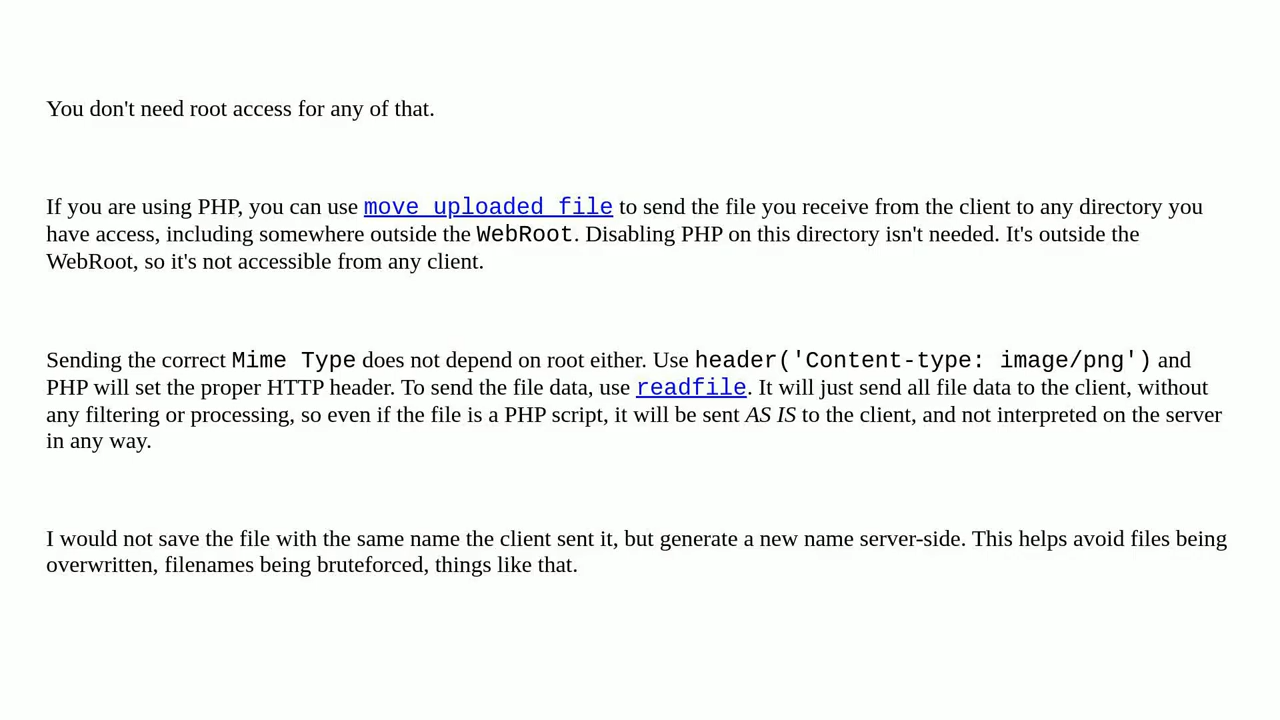 You don't need root access for any of that.
If you are using PHP, you can use move_uploaded_file to send the file you receive from the client to any directory you
have access, including somewhere outside the WebRoot. Disabling PHP on this directory isn't needed. It's outside the
WebRoot, so it's not accessible from any client.
Sending the correct Mime Type does not depend on root either. Use header('Content-type: image/png') and
PHP will set the proper HTTP header. To send the file data, use readfile. It will just send all file data to the client, without
any filtering or processing, so even if the file is a PHP script, it will be sent AS IS to the client, and not interpreted on the server
in any way.
I would not save the file with the same name the client sent it, but generate a new name server-side. This helps avoid files being
overwritten, filenames being bruteforced, things like that.